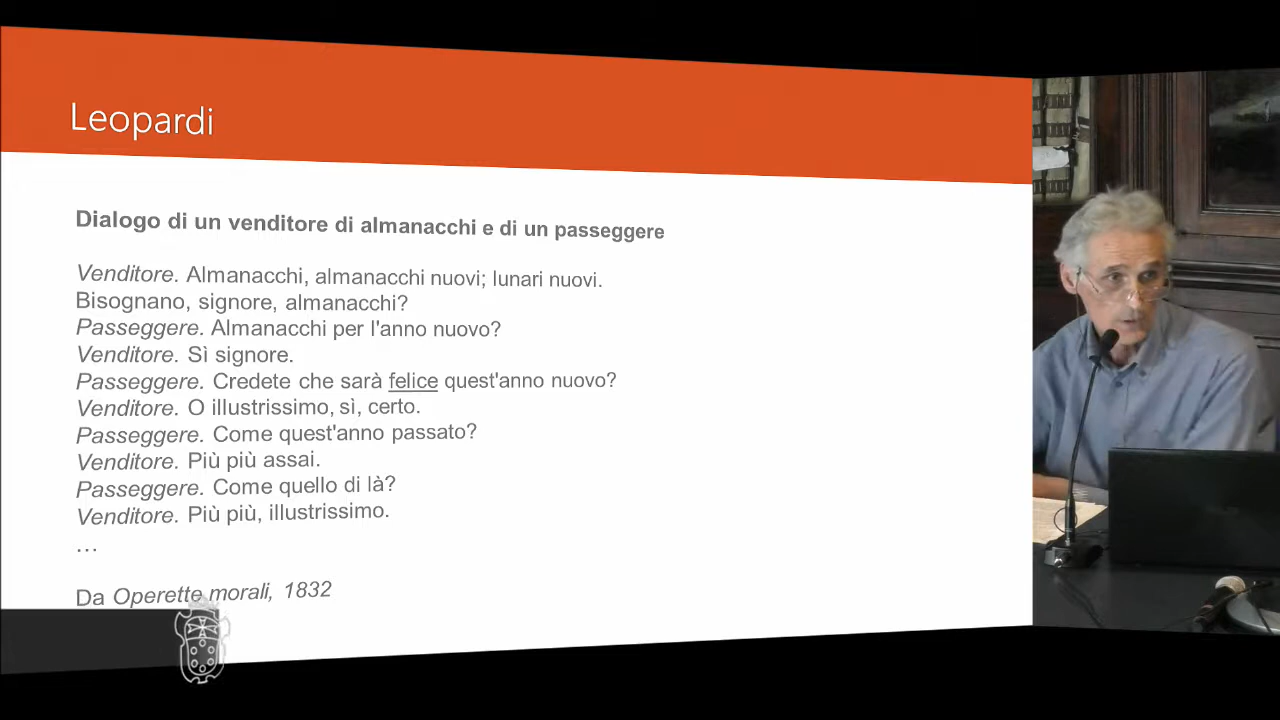 Leopardi
Dialogo di un venditore di almanacchi e di un passeggere
Venditore. Almanacchi, almanacchi nuovi; lunari nuovi.
Bisognano, signore, almanacchi?
Passeggere. Almanacchi per l'anno nuovo?
Venditore. Sì signore.
Passeggere. Credete che sarà felice quest'anno nuovo?
Venditore. O illustrissimo, sì, certo.
Passeggere. Come quest'anno passato?
Venditore. Più più assai.
Passeggere. Come quello di là?
Venditore. Più più, illustrissimo.
…
Da Operette morali, 1832